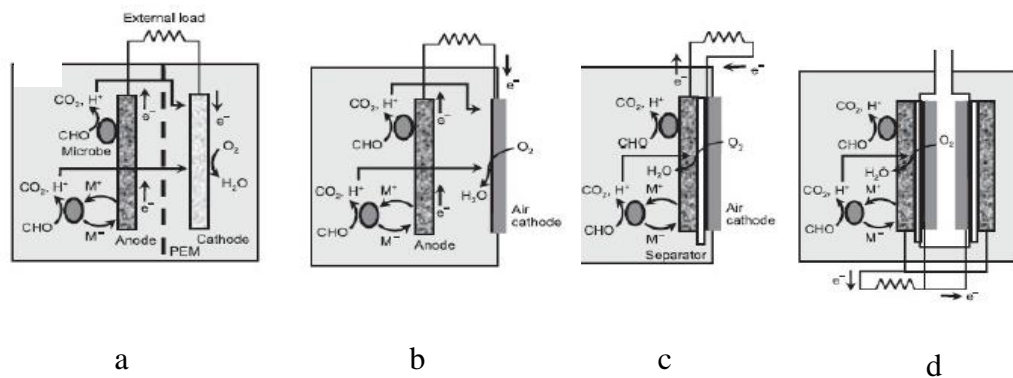 External load
e⁻
e⁻
CO₂, H⁺
CHO
Microbe
O₂
H₂O
CO₂, H⁺
M⁺
CHO
M⁻
e⁻
Anode
Cathode
PEM
e⁻
CO₂, H⁺
e⁻
CHO
O₂
H₂O
CO₂, H⁺
M⁺
CHO
M⁻
e⁻
Anode
Air
cathode
e⁻
e⁻
CO₂, H⁺
CHO
O₂
H₂O
CO₂, H⁺
M⁺
CHO
M⁻
Separator
Air
cathode
CO₂, H⁺
CHO
O₂
H₂O
CO₂, H⁺
M⁺
CHO
M⁻
e⁻
e⁻
a b c d